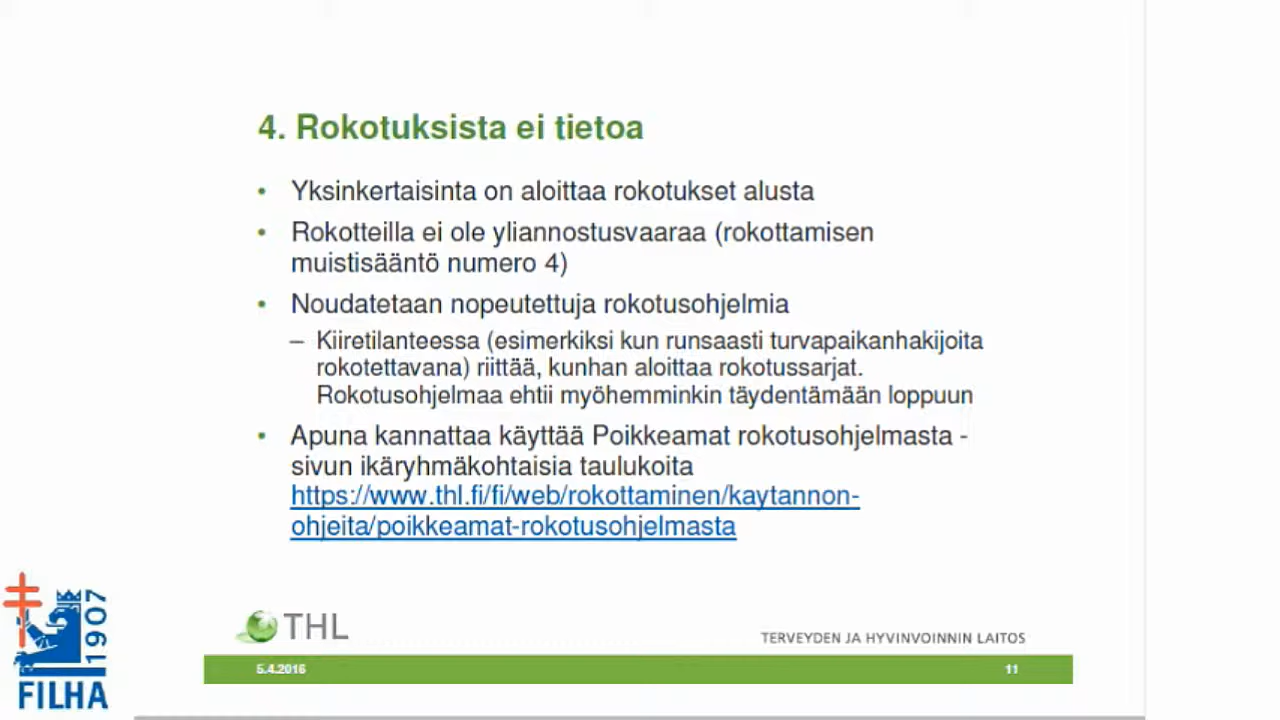 4. Rokotuksista ei tietoa
• Yksinkertaisinta on aloittaa rokotukset alusta
• Rokotteilla ei ole yliannostusvaaraa (rokottamisen
muistisääntö numero 4)
• Noudatetaan nopeutettuja rokotusohjelmia
– Kiiretilanteessa (esimerkiksi kun runsaasti turvapaikanhakijoita
rokotettavana) riittää, kunhan aloittaa rokotussarjat.
Rokotusohjelmaa ehtii myöhemminkin täydentämään loppuun
• Apuna kannattaa käyttää Poikkeamat rokotusohjelmasta -
sivun ikäryhmäkohtaisia taulukoita
https://www.thl.fi/fi/web/rokottaminen/kaytannon-
ohjeita/poikkeamat-rokotusohjelmasta
1907
FILHA
THL
TERVEYDEN JA HYVINVOINNIN LAITOS
5.4.2016
11